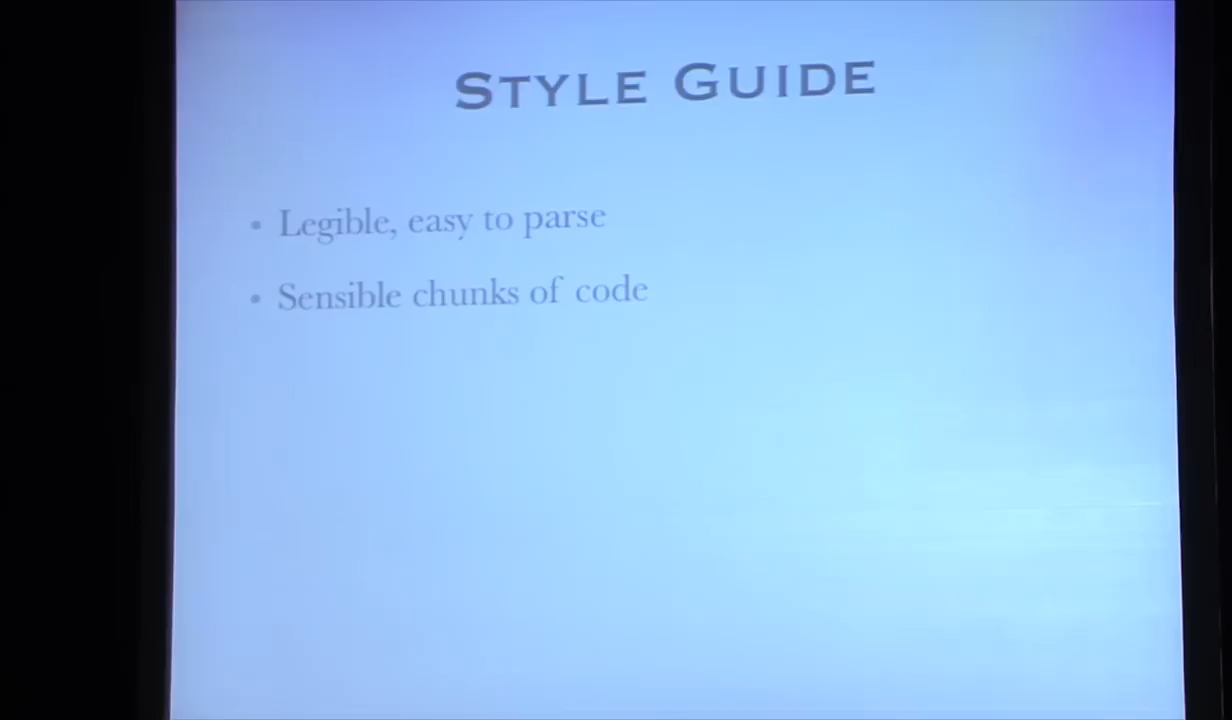 STYLE GUIDE
• Legible, easy to parse
• Sensible chunks of code